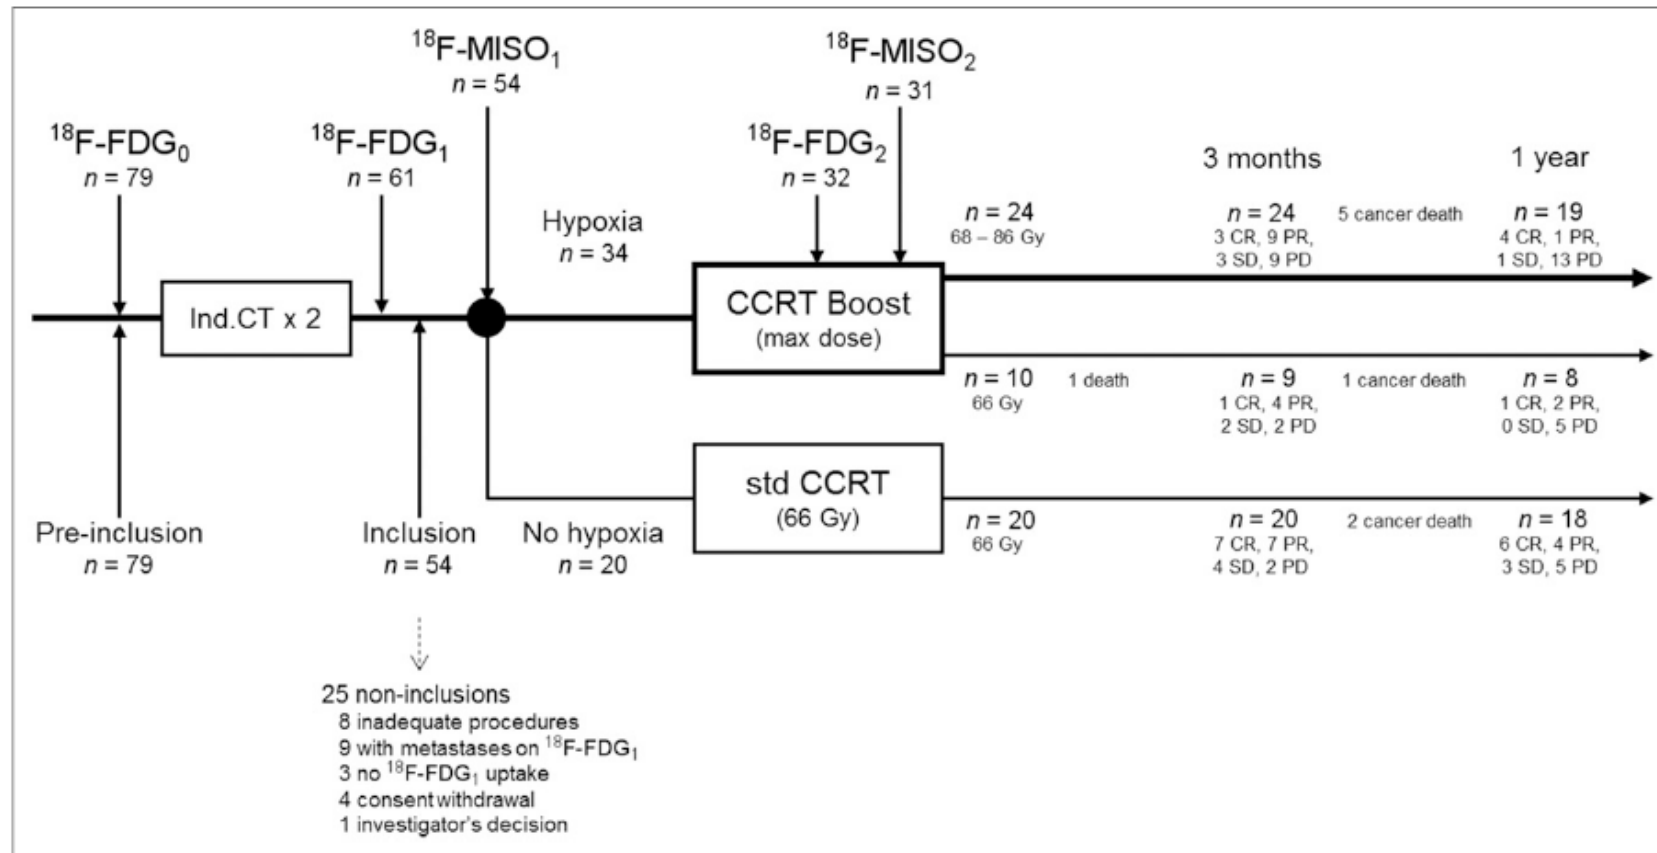 ¹⁸F-MISO₁
n = 54
¹⁸F-MISO₂
n = 31
¹⁸F-FDG₀
n = 79
¹⁸F-FDG₁
n = 61
¹⁸F-FDG₂
n = 32
3 months
1 year
Hypoxia
n = 34
n = 24
68 – 86 Gy
n = 24
3 CR, 9 PR,
3 SD, 9 PD
5 cancer death
n = 19
4 CR, 1 PR,
1 SD, 13 PD
Ind.CT x 2
CCRT Boost
(max dose)
n = 10
66 Gy
1 death
n = 9
1 CR, 4 PR,
2 SD, 2 PD
1 cancer death
n = 8
1 CR, 2 PR,
0 SD, 5 PD
std CCRT
(66 Gy)
Pre-inclusion
n = 79
Inclusion
n = 54
No hypoxia
n = 20
n = 20
66 Gy
n = 20
7 CR, 7 PR,
4 SD, 2 PD
2 cancer death
n = 18
6 CR, 4 PR,
3 SD, 5 PD
25 non-inclusions
8 inadequate procedures
9 with metastases on ¹⁸F-FDG₁
3 no ¹⁸F-FDG₁ uptake
4 consent withdrawal
1 investigator's decision